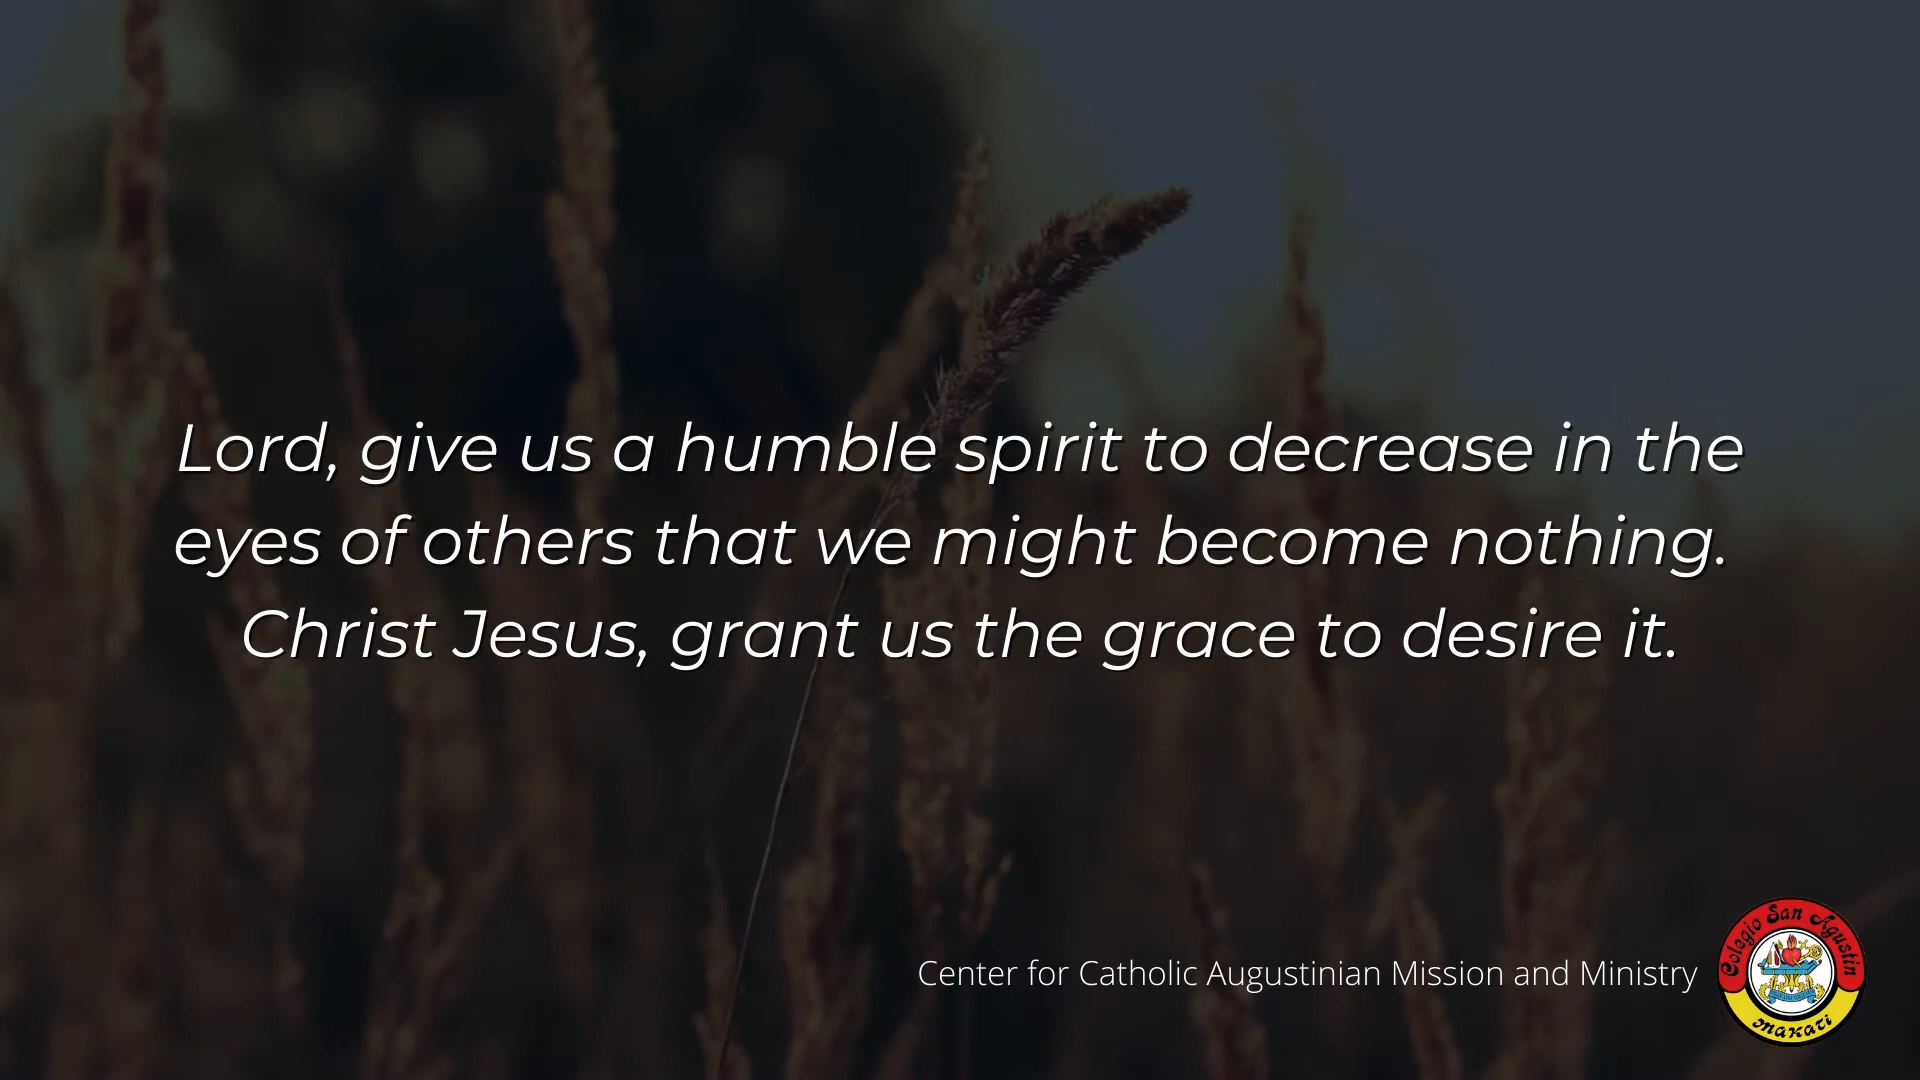 Lord, give us a humble spirit to decrease in the
eyes of others that we might become nothing.
Christ Jesus, grant us the grace to desire it.
Center for Catholic Augustinian Mission and Ministry
Colegio San Agustin
Makati